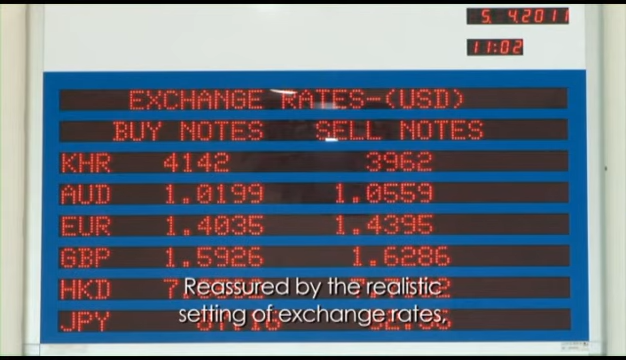 5. 4.2011
11:02
EXCHANGE RATES-(USD)
BUY NOTES SELL NOTES
KHR 4142 3962
AUD 1.0199 1.0559
EUR 1.4035 1.4395
GBP 1.5926 1.6286
HKD
JPY
Reassured by the realistic
setting of exchange rates,